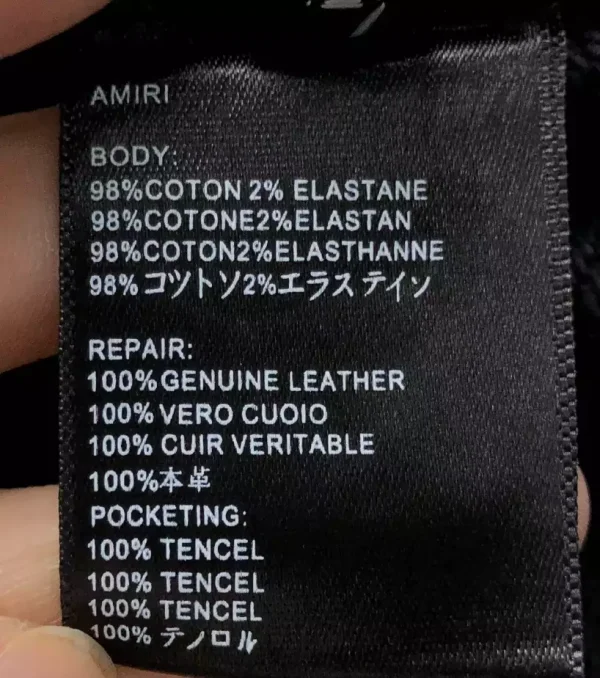 AMIRI
BODY:
98%COTON 2% ELASTANE
98%COTONE2%ELASTAN
98%COTON2%ELASTHANNE
98%コツトソ2%エラステイソ
REPAIR:
100%GENUINE LEATHER
100%VERO CUOIO
100% CUIR VERITABLE
100%本革
POCKETING:
100% TENCEL
100% TENCEL
100% TENCEL
100% テノロル